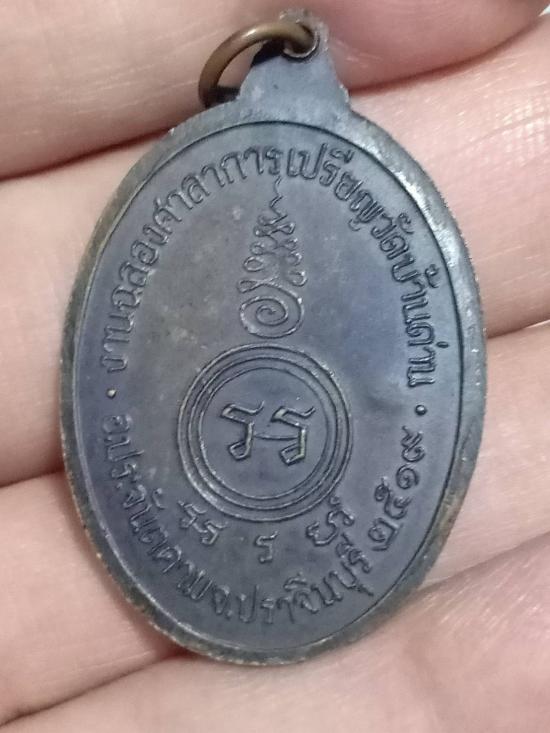 งานฉลองศาลาการเปรียญวัดบ้านด่าน
อ.ประจันตคามจ.ปราจีนบุรี ๒๕๑๙